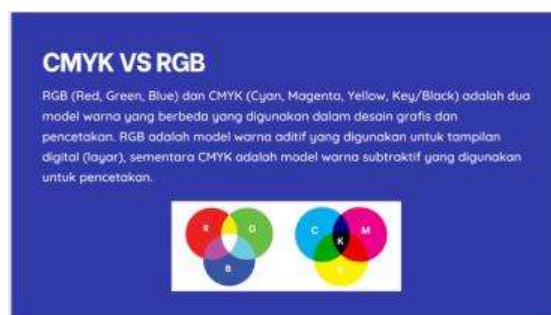 CMYK VS RGB
RGB (Red, Green, Blue) dan CMYK (Cyan, Magenta, Yellow, Key/Black) adalah dua
model warna yang berbeda yang digunakan dalam desain grafis dan
pencetakan. RGB adalah model warna aditif yang digunakan untuk tampilan
digital (layar), sementara CMYK adalah model warna subtraktif yang digunakan
untuk pencetakan.
R G C M
K
B Y